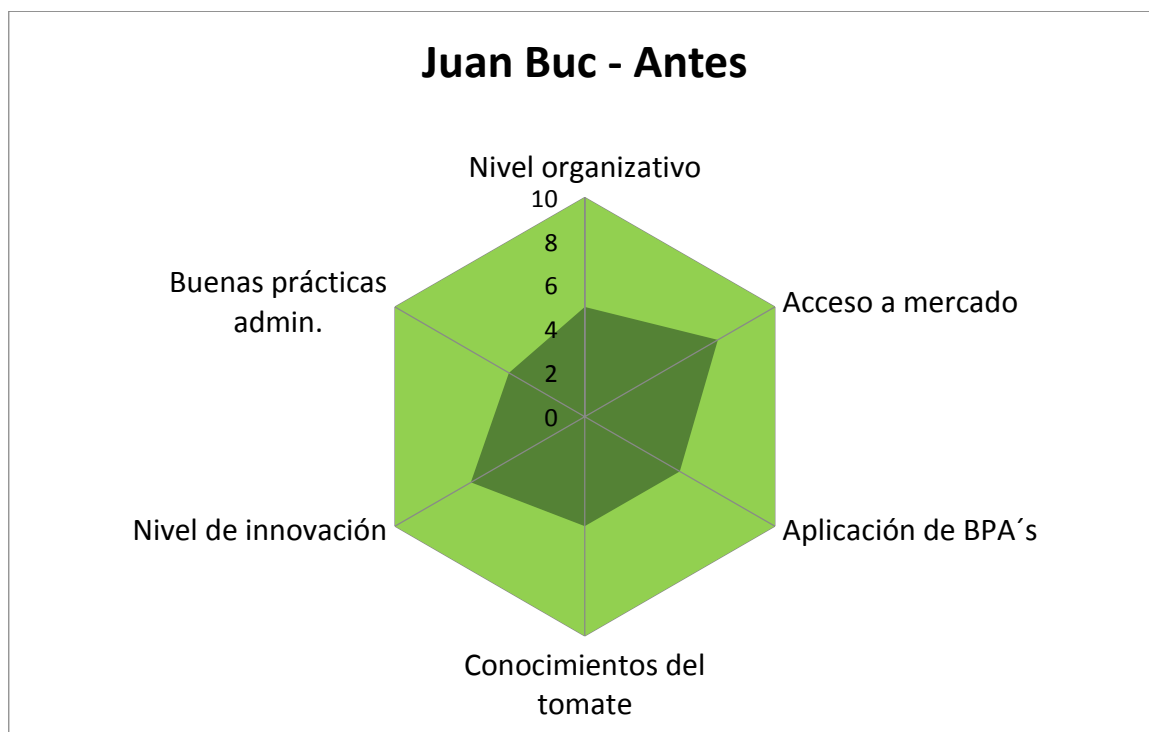 Juan Buc - Antes
Nivel organizativo
10
8
6
4
2
0
Buenas prácticas
admin.
Acceso a mercado
Nivel de innovación
Aplicación de BPA´s
Conocimientos del
tomate